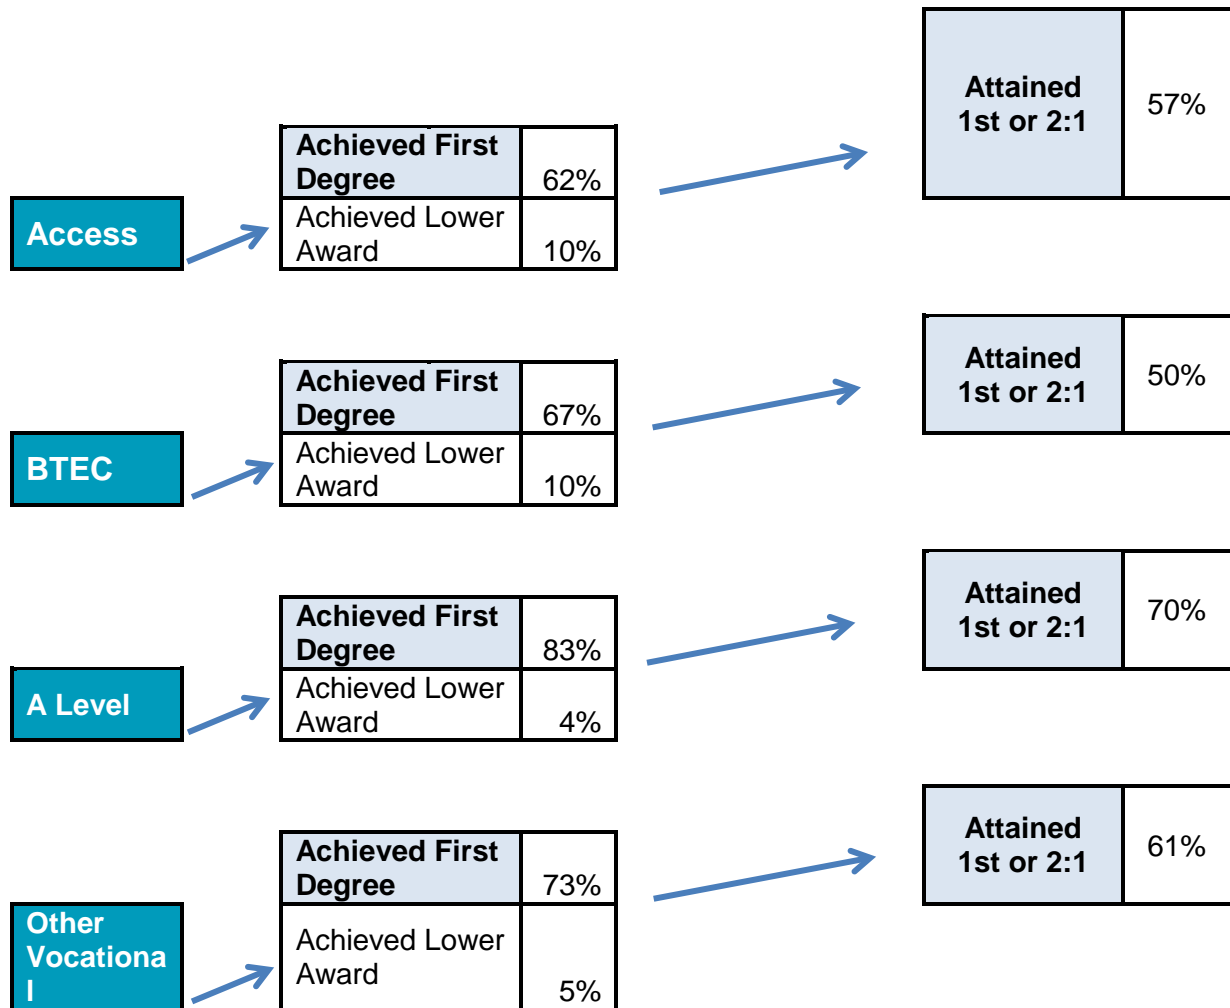 Attained
1st or 2:1
57%
Achieved First
Degree
62%
Access
Achieved Lower
Award
10%
Attained
1st or 2:1
50%
Achieved First
Degree
67%
BTEC
Achieved Lower
Award
10%
Attained
1st or 2:1
70%
Achieved First
Degree
83%
A Level
Achieved Lower
Award
4%
Attained
1st or 2:1
61%
Achieved First
Degree
73%
Other
Vocationa
l
Achieved Lower
Award
5%